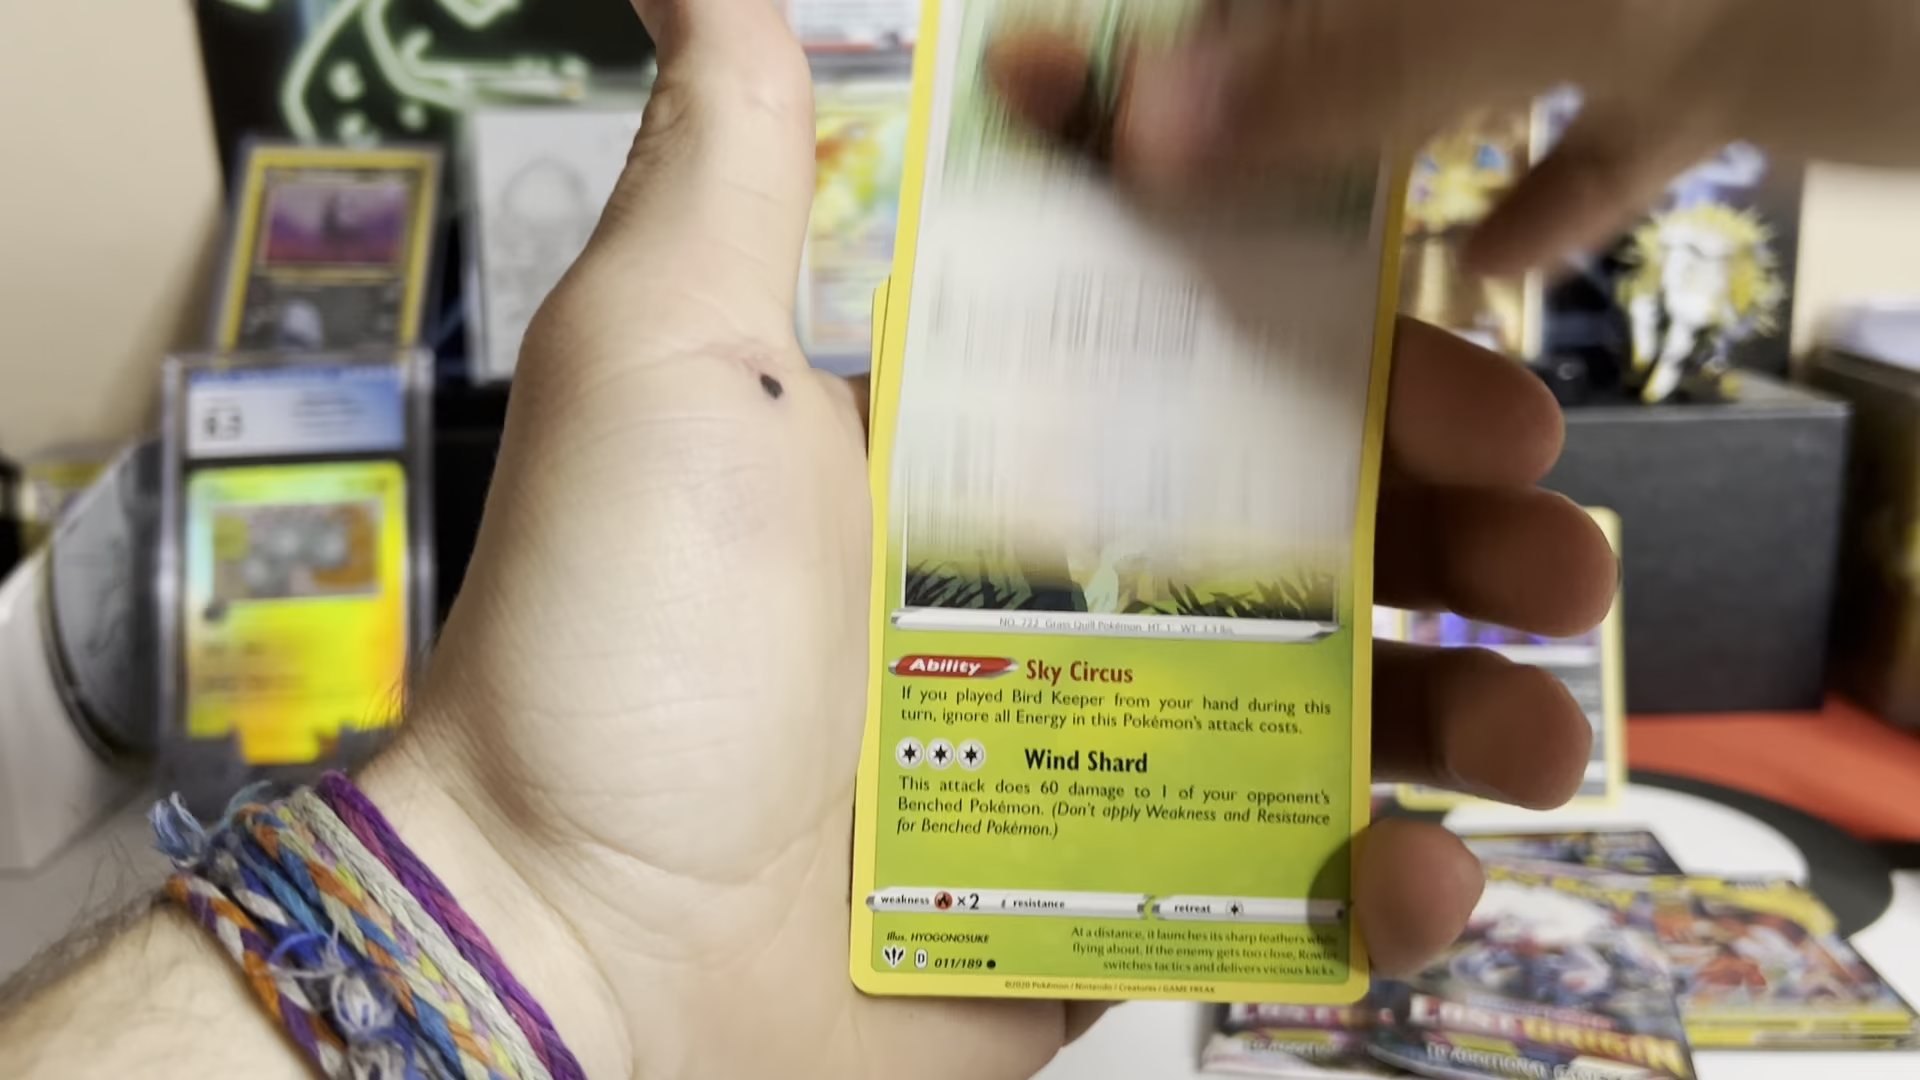 NO. 722 Grass Quill Pokémon HT. 1' WT. 3.3 lbs.
Ability Sky Circus
If you played Bird Keeper from your hand during this
turn, ignore all Energy in this Pokémon's attack costs.
Wind Shard
This attack does 60 damage to 1 of your opponent's
Benched Pokémon. (Don't apply Weakness and Resistance
for Benched Pokémon.)
weakness ×2 resistance retreat
Illus. HYOGONOSUKE
D 011/189
At a distance, it launches its sharp feathers while
flying about. If the enemy gets too close, Rowlet
switches tactics and delivers vicious kicks.
©2020 Pokémon / Nintendo / Creatures / GAME FREAK
LOST ORIGIN